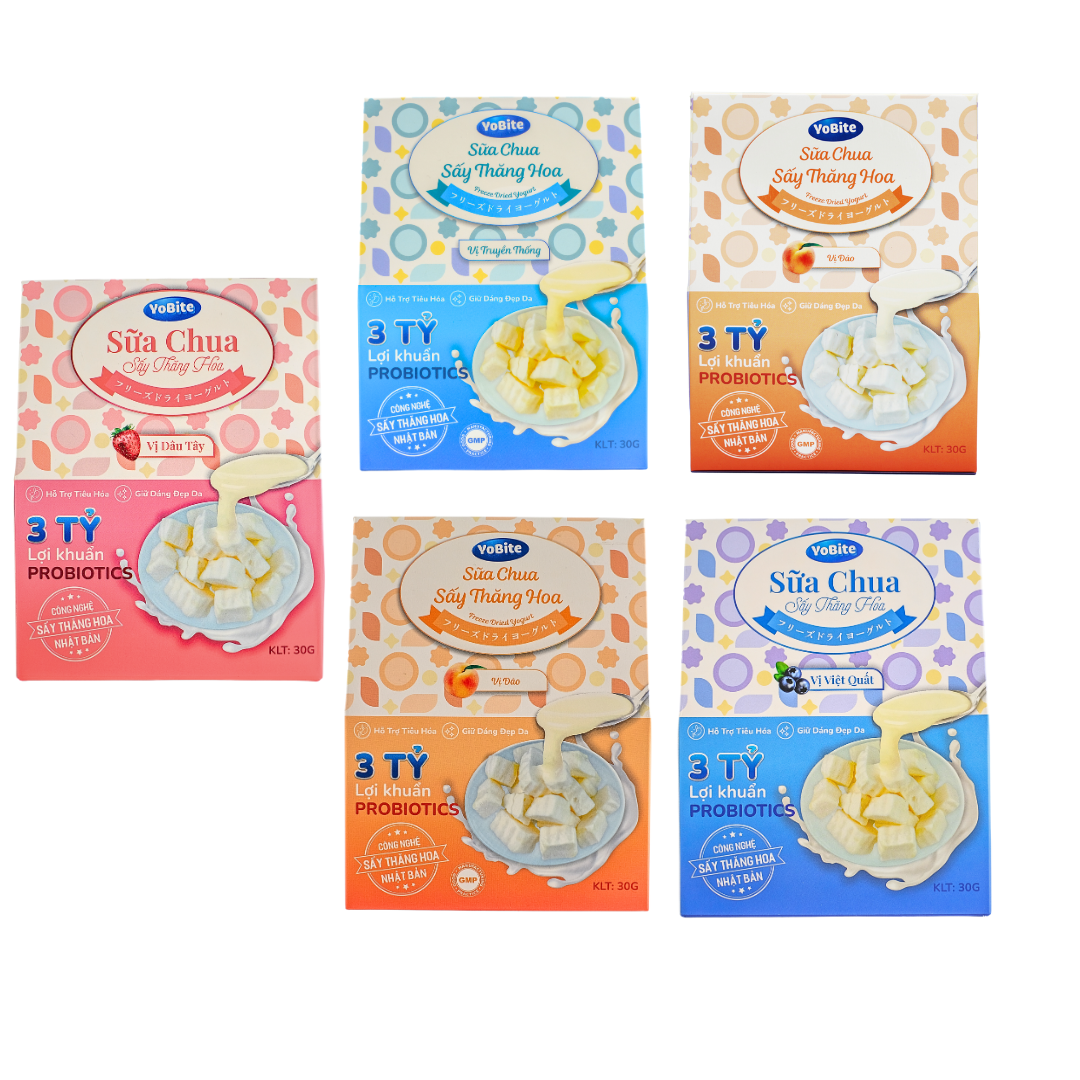 YoBite
Sữa Chua
Sấy Thăng Hoa
フリーズドライヨーグルト
Vị Dâu Tây
Hỗ Trợ Tiêu Hóa
Giữ Dáng Đẹp Da
3 TỶ
Lợi khuẩn
PROBIOTICS
CÔNG NGHỆ
SẤY THĂNG HOA
NHẬT BẢN
KLT: 30G
YoBite
Sữa Chua
Sấy Thăng Hoa
Freeze Dried Yogurt
フリーズドライヨーグルト
Vị Truyền Thống
Hỗ Trợ Tiêu Hóa
Giữ Dáng Đẹp Da
3 TỶ
Lợi khuẩn
PROBIOTICS
CÔNG NGHỆ
SẤY THĂNG HOA
NHẬT BẢN
GMP
KLT: 30G
YoBite
Sữa Chua
Sấy Thăng Hoa
Freeze Dried Yogurt
フリーズドライヨーグルト
Vị Đào
Hỗ Trợ Tiêu Hóa
Giữ Dáng Đẹp Da
3 TỶ
Lợi khuẩn
PROBIOTICS
CÔNG NGHỆ
SẤY THĂNG HOA
NHẬT BẢN
GMP
KLT: 30G
YoBite
Sữa Chua
Sấy Thăng Hoa
Freeze Dried Yogurt
フリーズドライヨーグルト
Vị Đào
Hỗ Trợ Tiêu Hóa
Giữ Dáng Đẹp Da
3 TỶ
Lợi khuẩn
PROBIOTICS
CÔNG NGHỆ
SẤY THĂNG HOA
NHẬT BẢN
GMP
KLT: 30G
YoBite
Sữa Chua
Sấy Thăng Hoa
フリーズドライヨーグルト
Vị Việt Quất
Hỗ Trợ Tiêu Hóa
Giữ Dáng Đẹp Da
3 TỶ
Lợi khuẩn
PROBIOTICS
CÔNG NGHỆ
SẤY THĂNG HOA
NHẬT BẢN
KLT: 30G